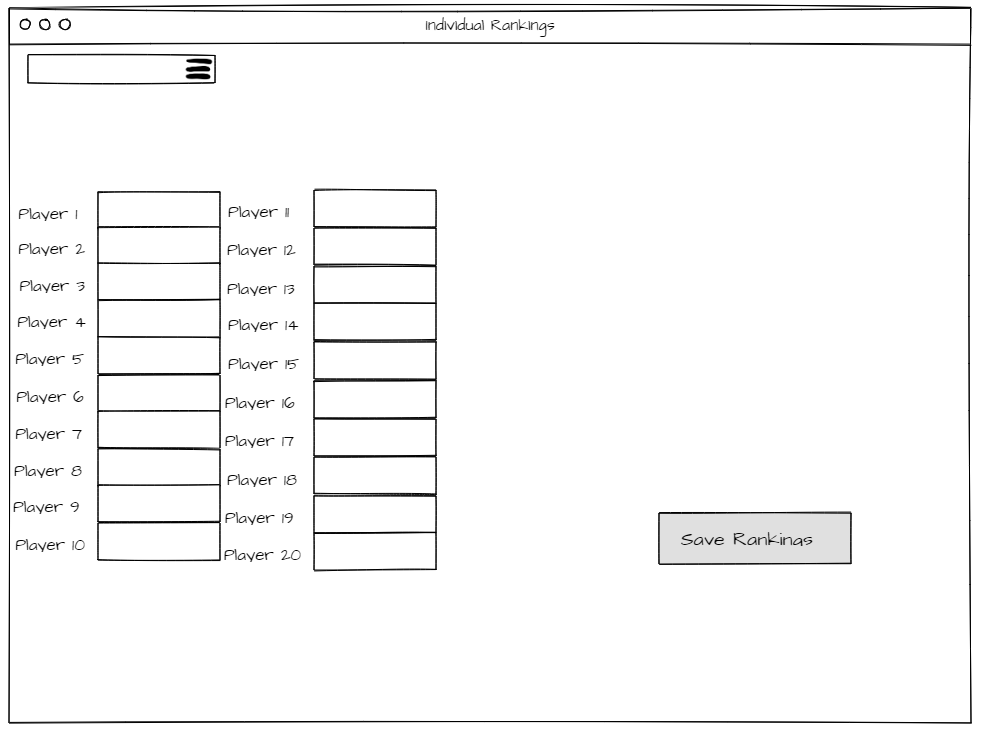 Individual Rankings
Player 1
Player 2
Player 3
Player 4
Player 5
Player 6
Player 7
Player 8
Player 9
Player 10
Player 11
Player 12
Player 13
Player 14
Player 15
Player 16
Player 17
Player 18
Player 19
Player 20
Save Rankings